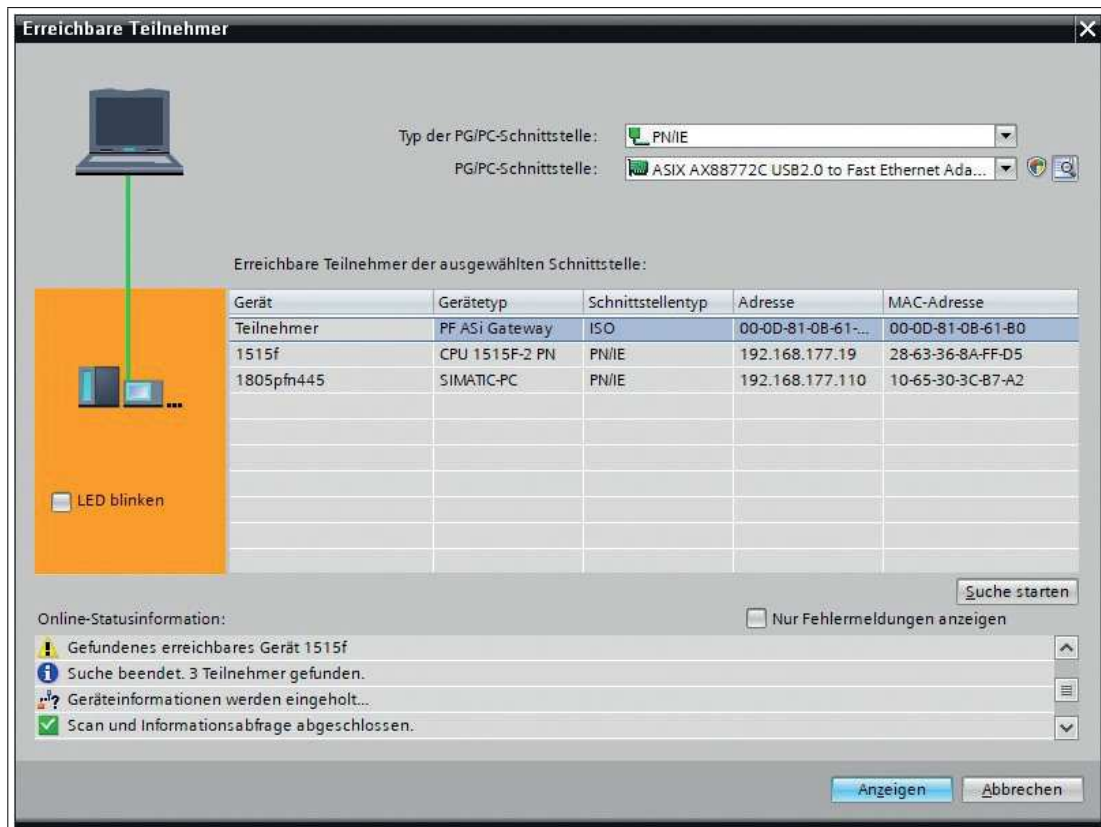 Erreichbare Teilnehmer
Typ der PG/PC-Schnittstelle: PN/IE
PG/PC-Schnittstelle: ASIX AX88772C USB2.0 to Fast Ethernet Ada...
Erreichbare Teilnehmer der ausgewählten Schnittstelle:
Gerät Gerätetyp Schnittstellentyp Adresse MAC-Adresse
Teilnehmer PF ASi Gateway ISO 00-0D-81-0B-61-... 00-0D-81-0B-61-B0
1515f CPU 1515F-2 PN PN/IE 192.168.177.19 28-63-36-8A-FF-D5
1805pfn445 SIMATIC-PC PN/IE 192.168.177.110 10-65-30-3C-B7-A2
LED blinken
Suche starten
Online-Statusinformation: Nur Fehlermeldungen anzeigen
Gefundenes erreichbares Gerät 1515f
Suche beendet. 3 Teilnehmer gefunden.
Geräteinformationen werden eingeholt...
Scan und Informationsabfrage abgeschlossen.
Anzeigen Abbrechen